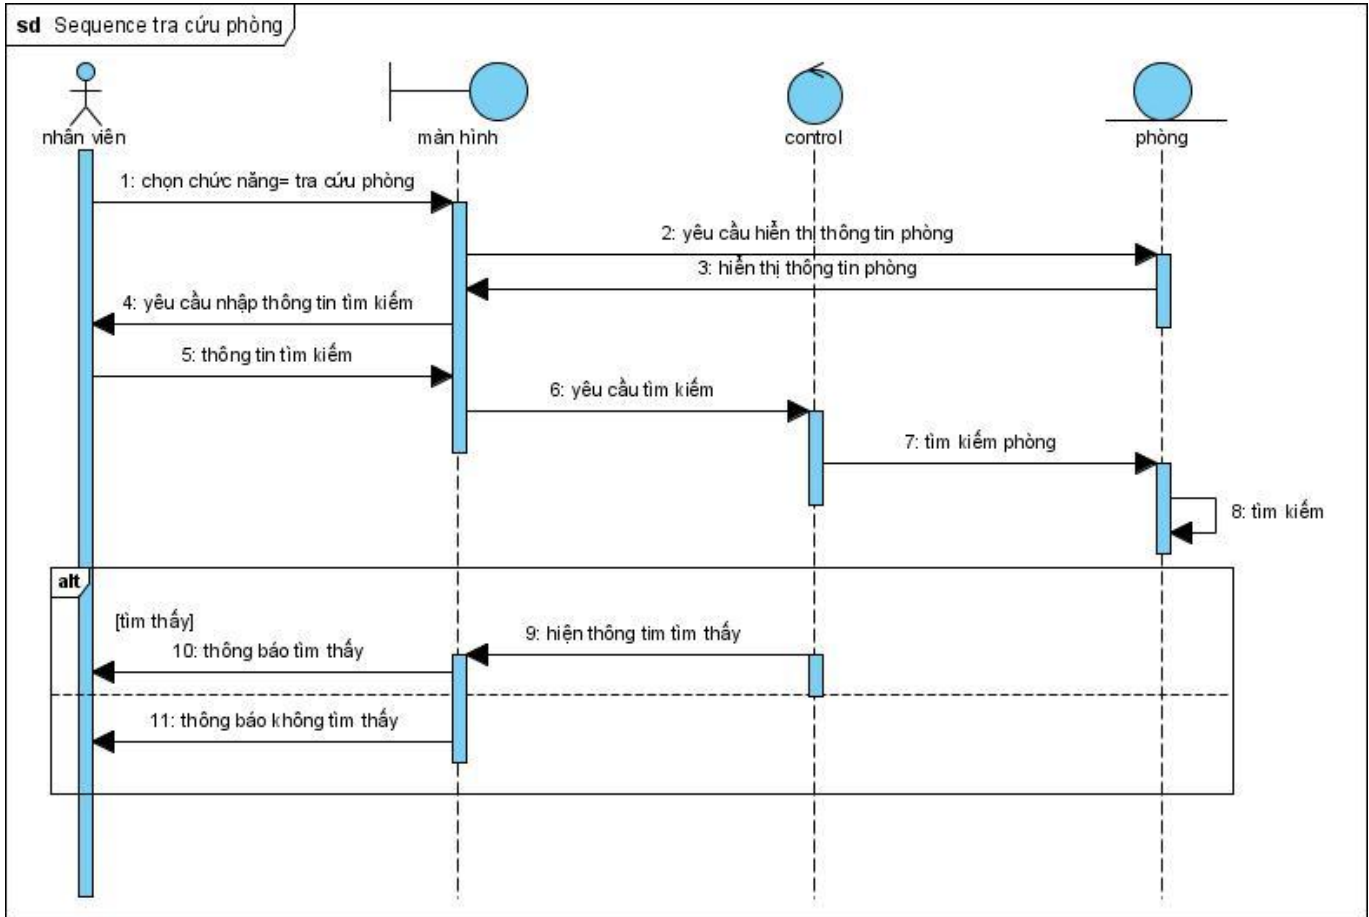 sd Sequence tra cứu phòng
nhân viên
màn hình
control
phòng
1: chọn chức năng= tra cứu phòng
2: yêu cầu hiển thị thông tin phòng
3: hiển thị thông tin phòng
4: yêu cầu nhập thông tin tìm kiếm
5: thông tin tìm kiếm
6: yêu cầu tìm kiếm
7: tìm kiếm phòng
8: tìm kiếm
alt
[tìm thấy]
9: hiện thông tim tìm thấy
10: thông báo tìm thấy
11: thông báo không tìm thấy